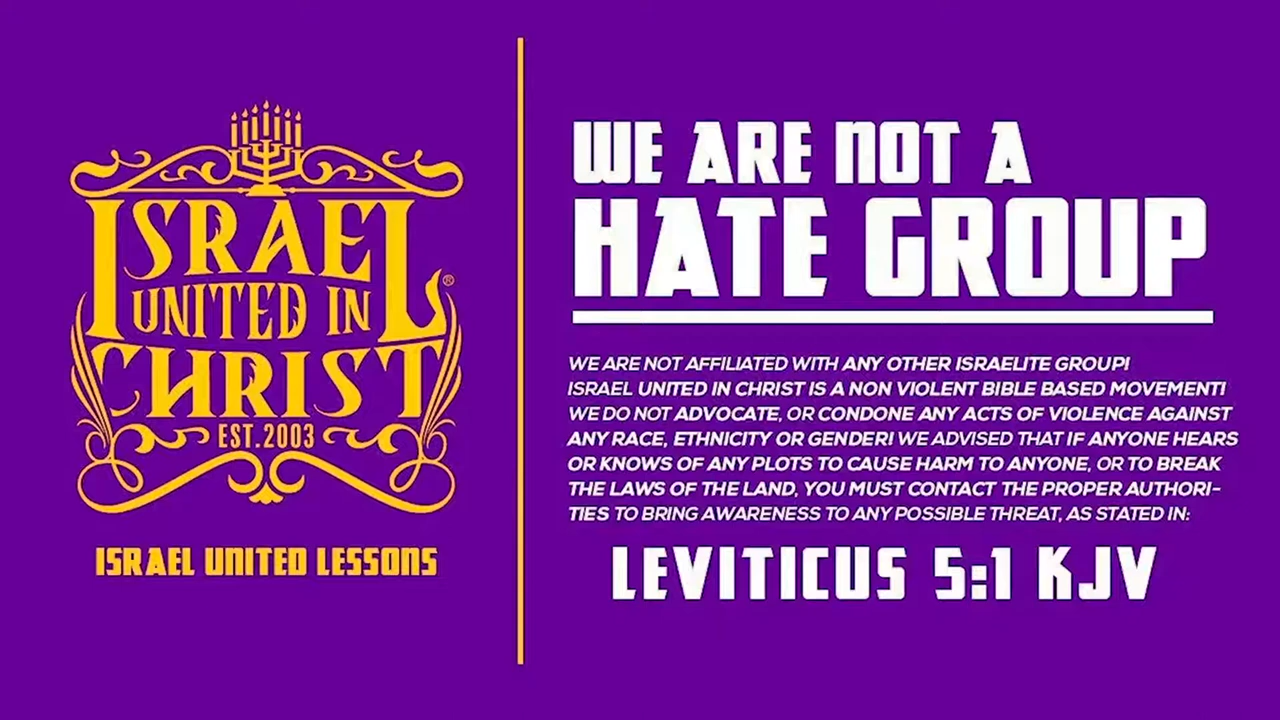 ISRAEL
UNITED IN
CHRIST
EST.2003
ISRAEL UNITED LESSONS
WE ARE NOT A
HATE GROUP
WE ARE NOT AFFILIATED WITH ANY OTHER ISRAELITE GROUP!
ISRAEL UNITED IN CHRIST IS A NON VIOLENT BIBLE BASED MOVEMENT!
WE DO NOT ADVOCATE, OR CONDONE ANY ACTS OF VIOLENCE AGAINST
ANY RACE, ETHNICITY OR GENDER! WE ADVISED THAT IF ANYONE HEARS
OR KNOWS OF ANY PLOTS TO CAUSE HARM TO ANYONE, OR TO BREAK
THE LAWS OF THE LAND, YOU MUST CONTACT THE PROPER AUTHORI-
TIES TO BRING AWARENESS TO ANY POSSIBLE THREAT, AS STATED IN:
LEVITICUS 5:1 KJV